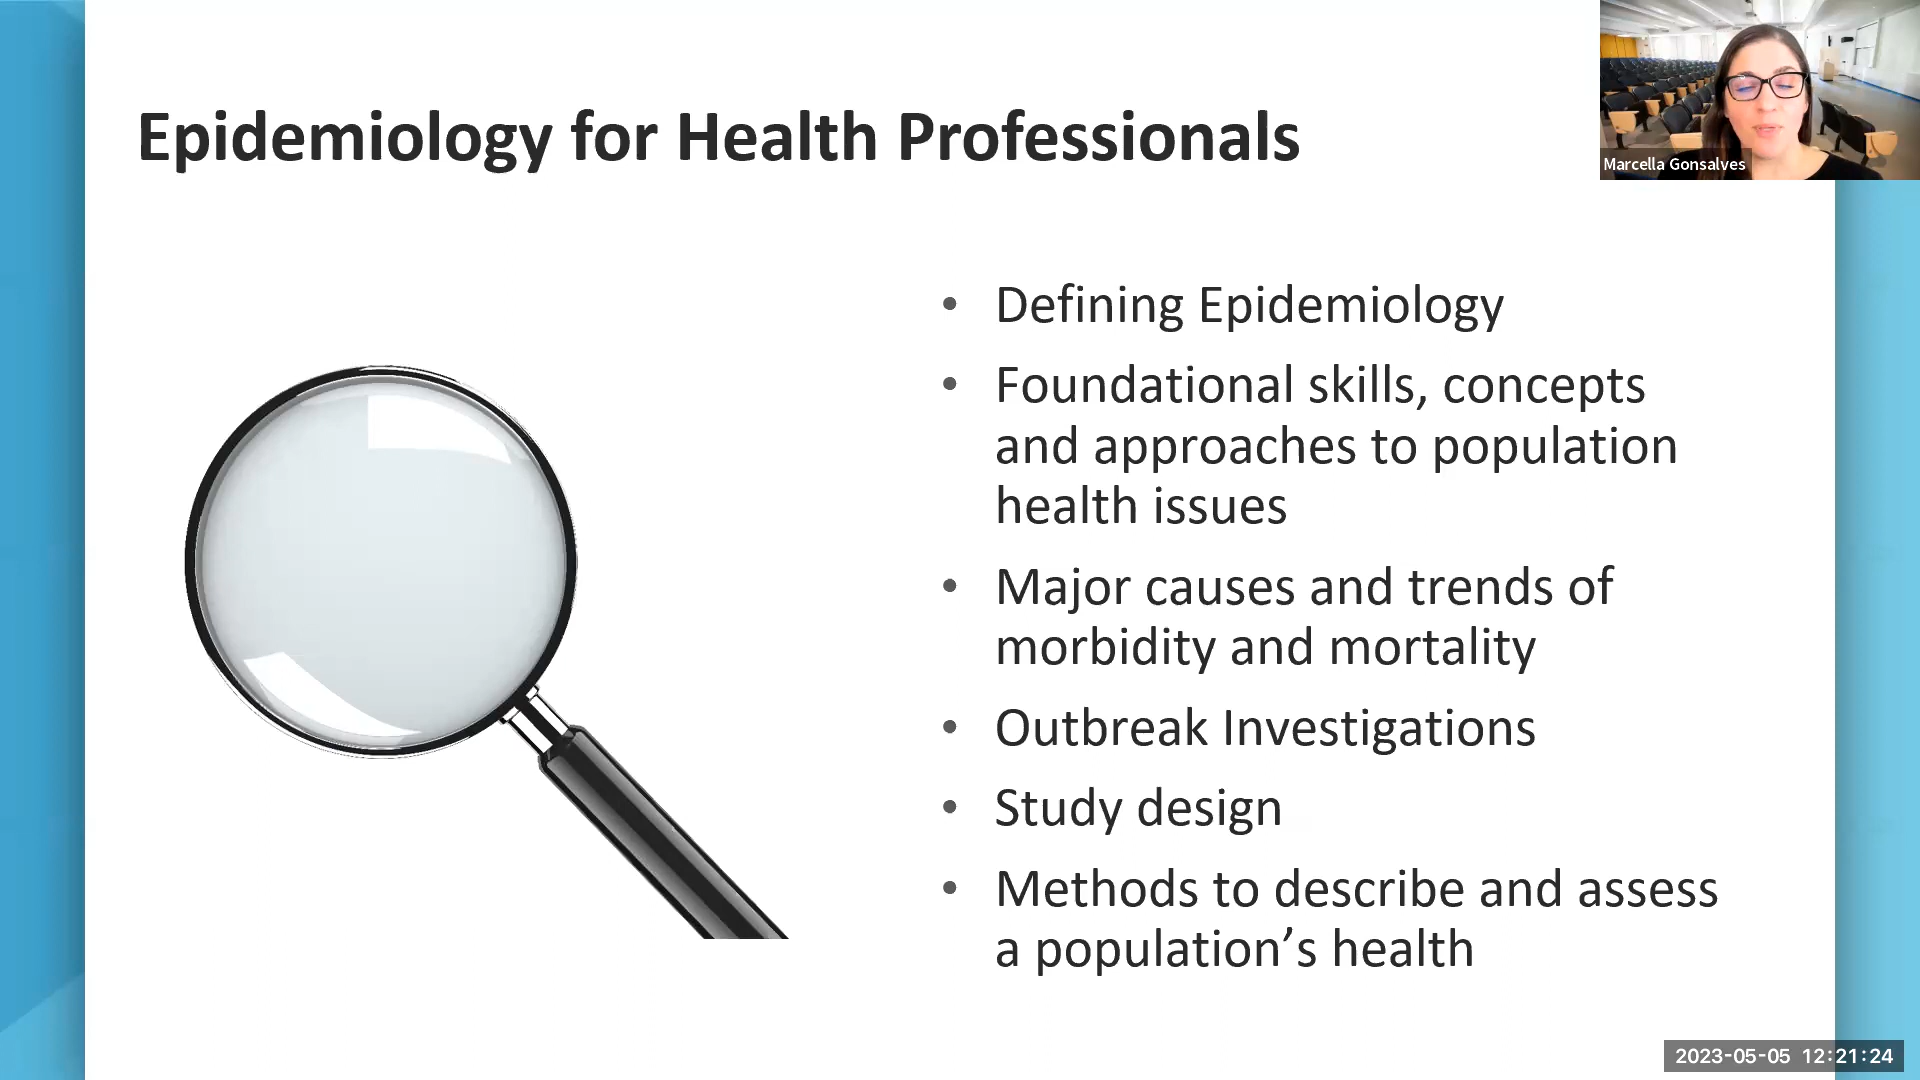 Epidemiology for Health Professionals
Marcella Gonsalves
• Defining Epidemiology
• Foundational skills, concepts
and approaches to population
health issues
• Major causes and trends of
morbidity and mortality
• Outbreak Investigations
• Study design
• Methods to describe and assess
a population’s health
2023-05-05 12:21:24